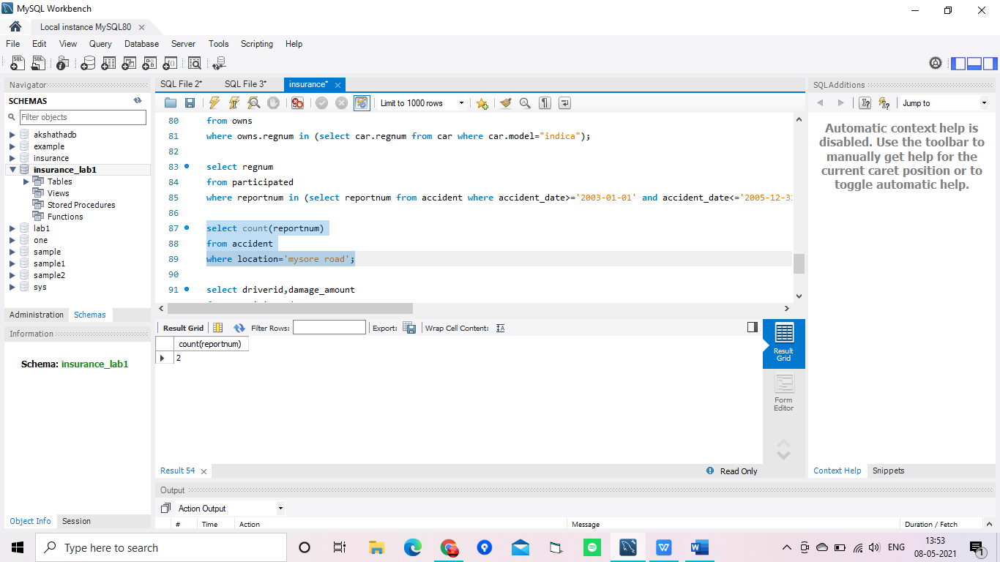 MySQL Workbench
Local instance MySQL80
File Edit View Query Database Server Tools Scripting Help
Navigator
SCHEMAS
Filter objects
akshathadb
example
insurance
insurance_lab1
Tables
Views
Stored Procedures
Functions
lab1
one
sample
sample1
sample2
sys
Administration Schemas
Information
Schema: insurance_lab1
Object Info Session
SQL File 2* SQL File 3* insurance*
Limit to 1000 rows
80 from owns
81 where owns.regnum in (select car.regnum from car where car.model="indica");
82
83 select regnum
84 from participated
85 where reportnum in (select reportnum from accident where accident_date>='2003-01-01' and accident_date<='2005-12-31
86
87 select count(reportnum)
88 from accident
89 where location='mysore road';
90
91 select driverid,damage_amount
Result Grid Filter Rows: Export: Wrap Cell Content:
count(reportnum)
2
Result Grid
Form Editor
Result 54
Read Only
Output
Action Output
# Time Action Message Duration / Fetch
SQLAdditions
Jump to
Automatic context help is
disabled. Use the toolbar to
manually get help for the
current caret position or to
toggle automatic help.
Context Help Snippets
Type here to search
ENG
13:53
08-05-2021
1